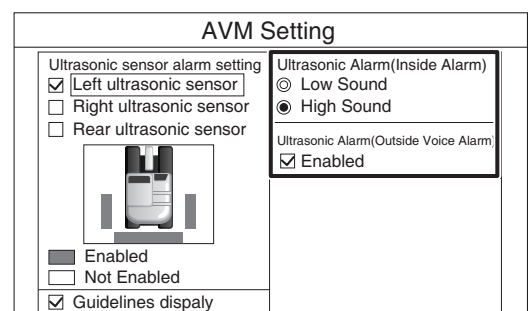 AVM Setting
Ultrasonic sensor alarm setting
Left ultrasonic sensor
Right ultrasonic sensor
Rear ultrasonic sensor
Enabled
Not Enabled
Guidelines dispaly
Ultrasonic Alarm(Inside Alarm)
Low Sound
High Sound
Ultrasonic Alarm(Outside Voice Alarm)
Enabled